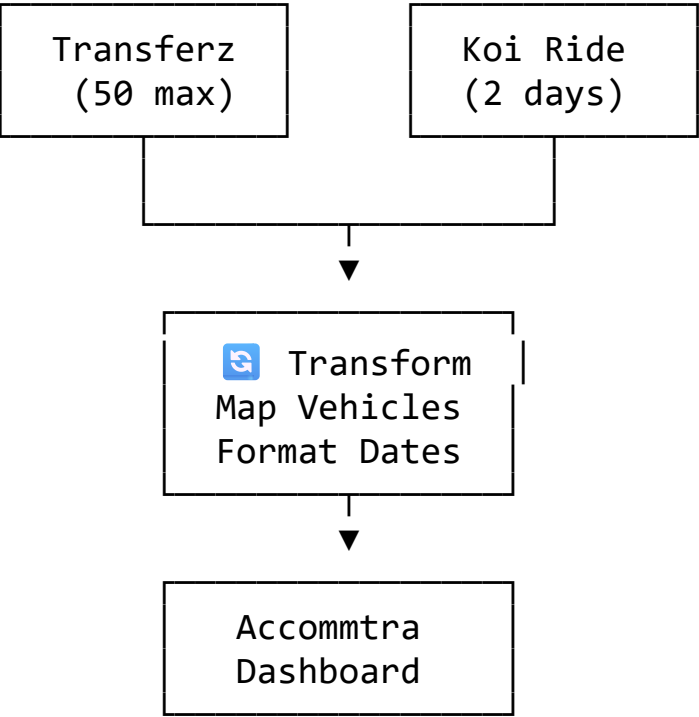 Transferz
(50 max)
Koi Ride
(2 days)
🔄 Transform
Map Vehicles
Format Dates
Accommtra
Dashboard